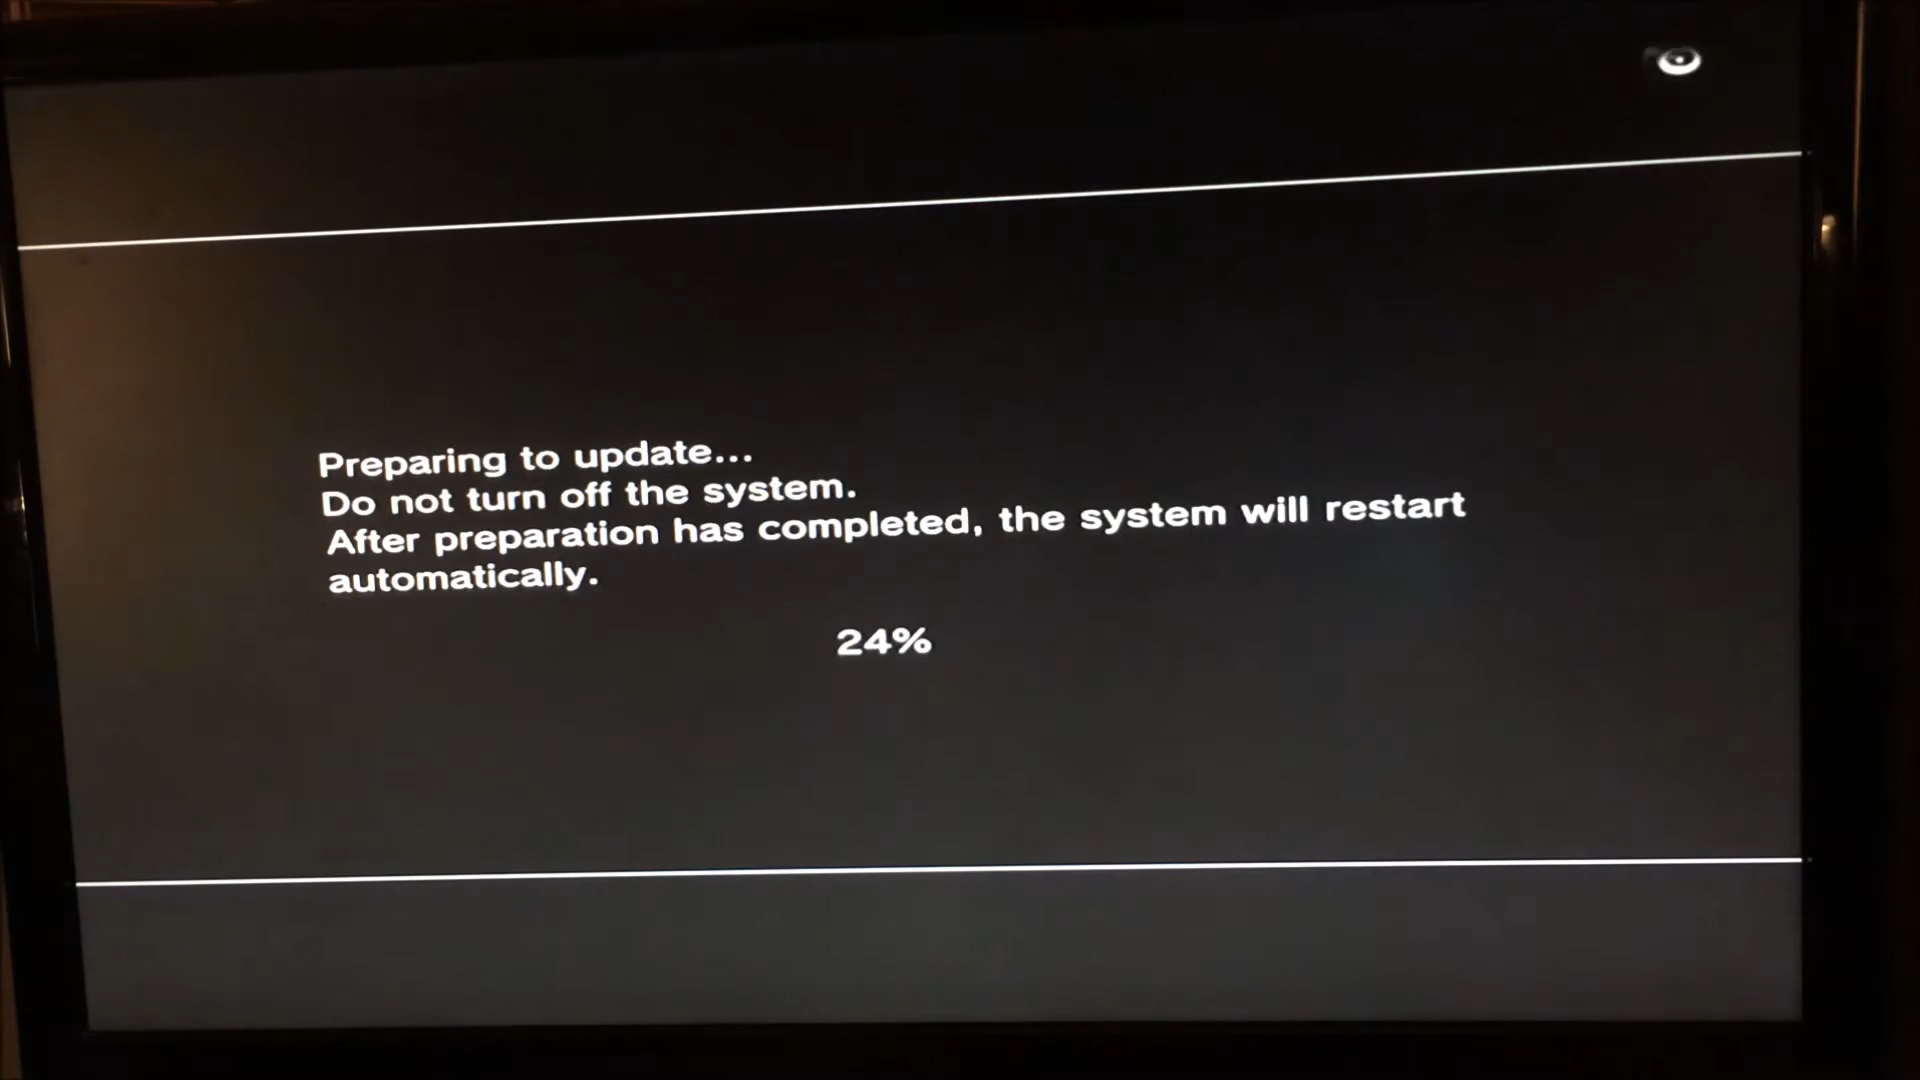 Preparing to update...
Do not turn off the system.
After preparation has completed, the system will restart
automatically.
24%